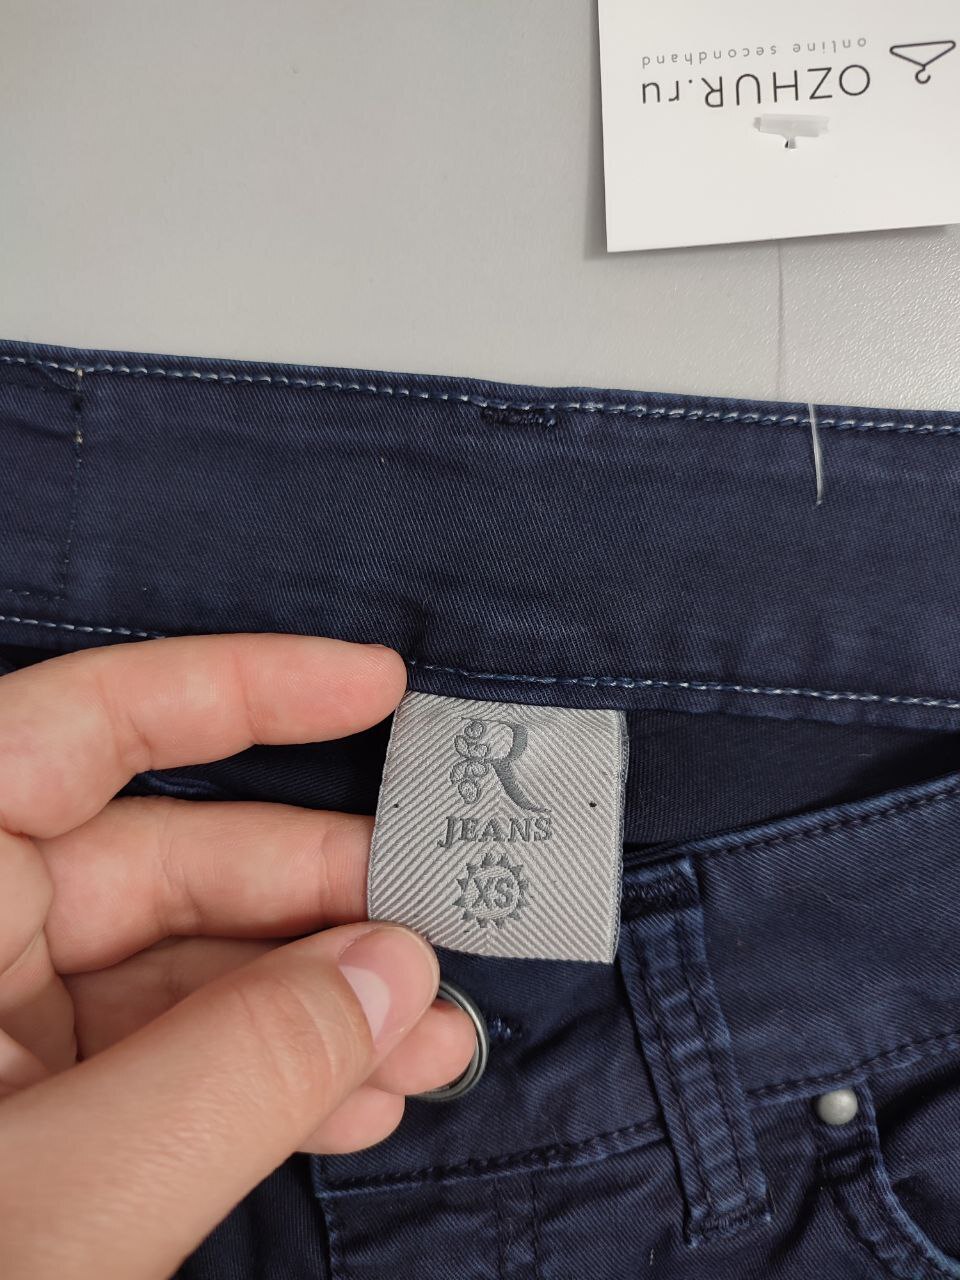 OZHUR.ru
online secondhand
R
JEANS
XS